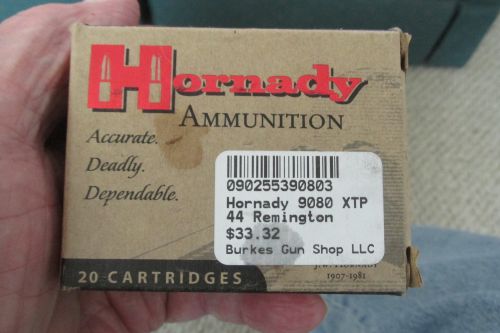 Hornady
AMMUNITION
Accurate.
Deadly.
Dependable.
090255390803
Hornady 9080 XTP
44 Remington
$33.32
Burkes Gun Shop LLC
1907-1981
20 CARTRIDGES